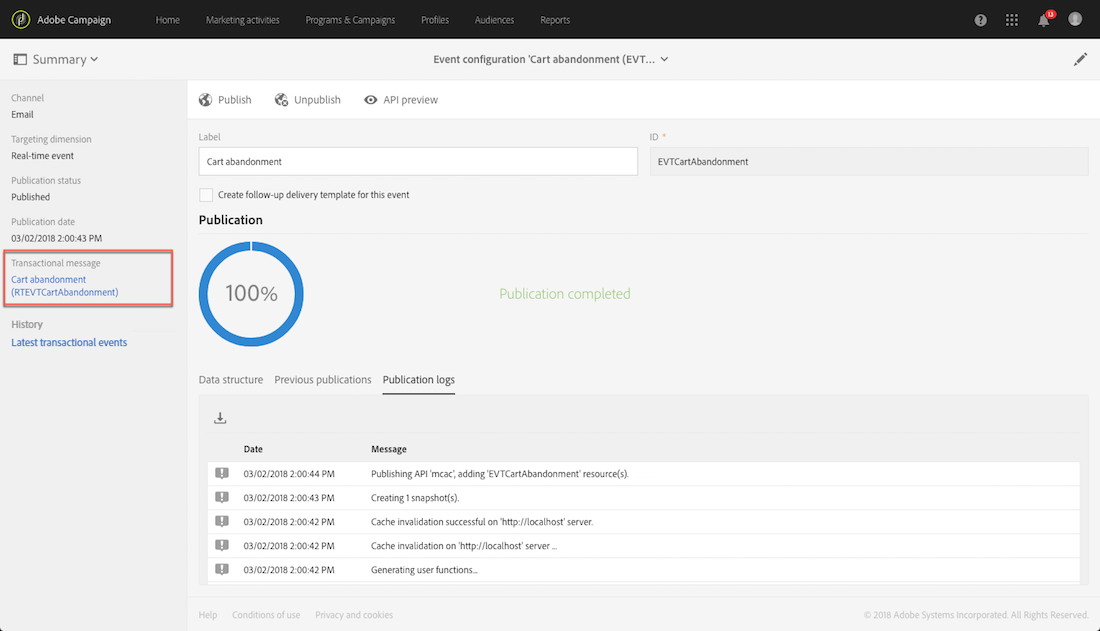 Adobe Campaign Home Marketing activities Programs & Campaigns Profiles Audiences Reports ? 13
Summary Event configuration 'Cart abandonment (EVT...
Channel
Email
Targeting dimension
Real-time event
Publication status
Published
Publication date
03/02/2018 2:00:43 PM
Transactional message
Cart abandonment
(RTEVTCartAbandonment)
History
Latest transactional events
Publish Unpublish API preview
Label ID *
Cart abandonment EVTCartAbandonment
Create follow-up delivery template for this event
Publication
100% Publication completed
Data structure Previous publications Publication logs
Date Message
03/02/2018 2:00:44 PM Publishing API 'mcac', adding 'EVTCartAbandonment' resource(s).
03/02/2018 2:00:43 PM Creating 1 snapshot(s).
03/02/2018 2:00:42 PM Cache invalidation successful on 'http://localhost' server.
03/02/2018 2:00:42 PM Cache invalidation on 'http://localhost' server ...
03/02/2018 2:00:42 PM Generating user functions...
Help Conditions of use Privacy and cookies © 2018 Adobe Systems Incorporated. All Rights Reserved.